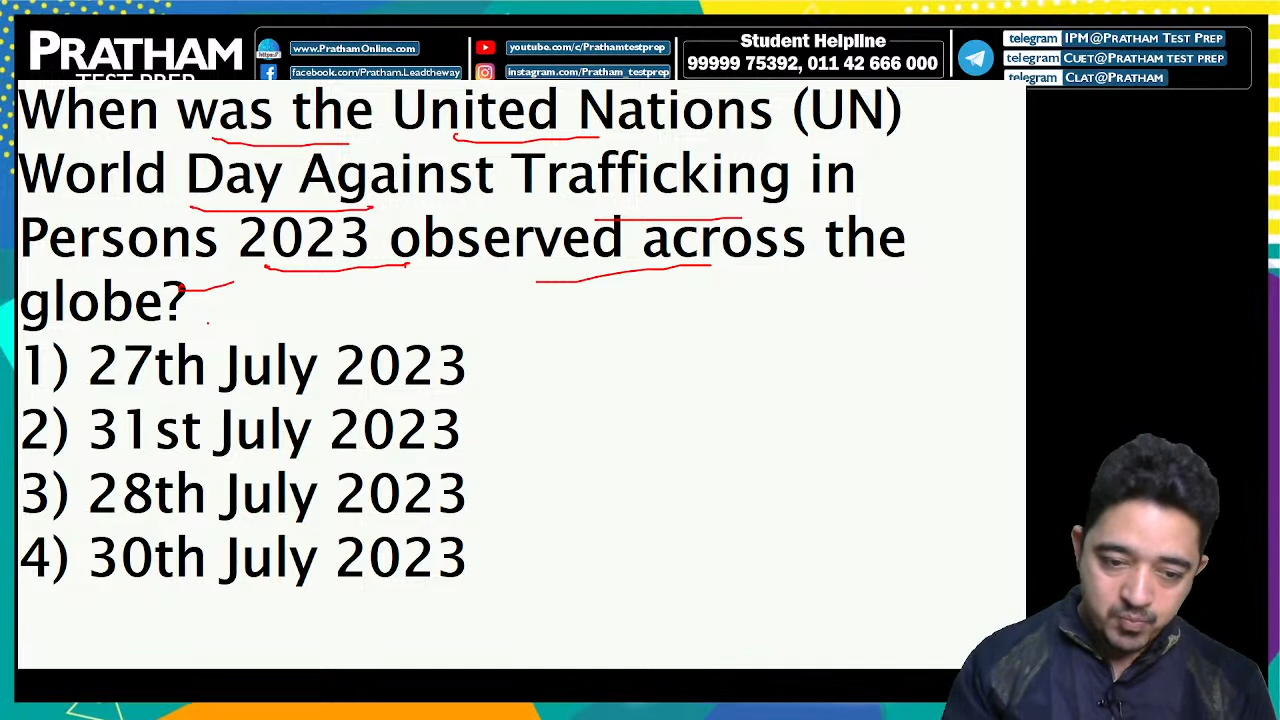 PRATHAM
TEST PREP
https://
www.PrathamOnline.com
facebook.com/Pratham.Leadtheway
youtube.com/c/Prathamtestprep
instagram.com/Pratham_testprep
Student Helpline
99999 75392, 011 42 666 000
telegram IPM@PRATHAM TEST PREP
telegram CUET@PRATHAM TEST PREP
telegram CLAT@PRATHAM
When was the United Nations (UN)
World Day Against Trafficking in
Persons 2023 observed across the
globe?
1) 27th July 2023
2) 31st July 2023
3) 28th July 2023
4) 30th July 2023